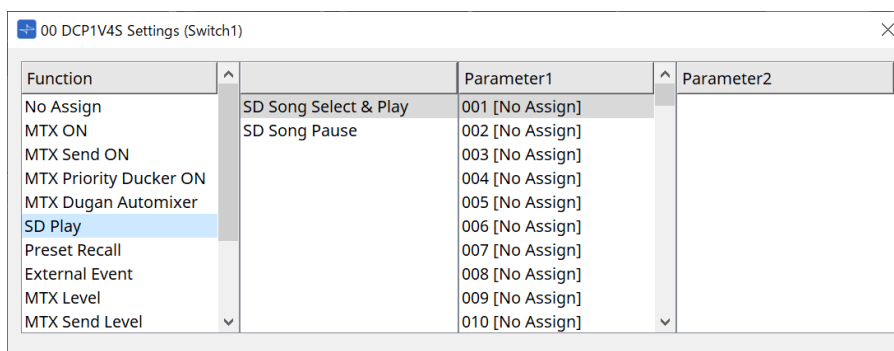 00 DCP1V4S Settings (Switch1)
Function Parameter1 Parameter2
No Assign SD Song Select & Play 001 [No Assign]
MTX ON SD Song Pause 002 [No Assign]
MTX Send ON 003 [No Assign]
MTX Priority Ducker ON 004 [No Assign]
MTX Dugan Automixer 005 [No Assign]
SD Play 006 [No Assign]
Preset Recall 007 [No Assign]
External Event 008 [No Assign]
MTX Level 009 [No Assign]
MTX Send Level 010 [No Assign]